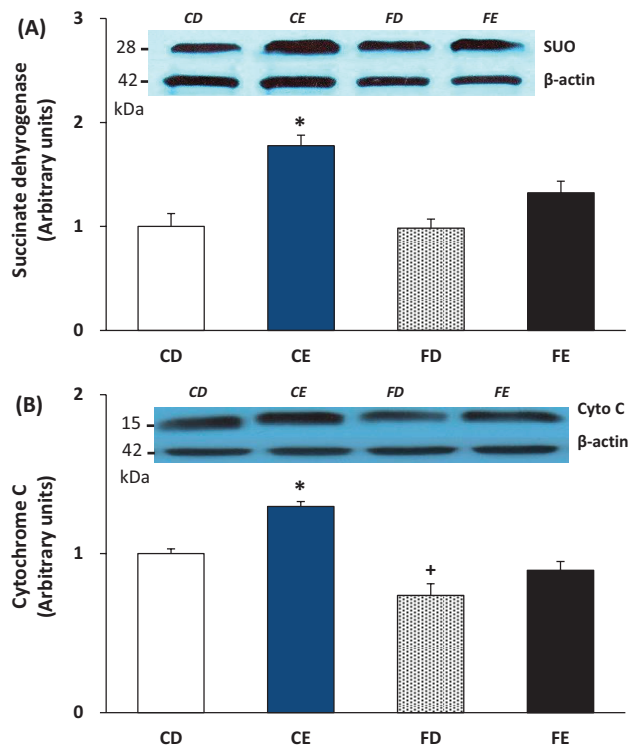 (A)
CD CE FD FE
28 SUO
42 β-actin
kDa
Succinate dehyrogenase
(Arbitrary units)
3
2
1
0
*
CD CE FD FE
(B)
CD CE FD FE
15 Cyto C
42 β-actin
kDa
Cytochrome C
(Arbitrary units)
2
1
0
*
+
CD CE FD FE